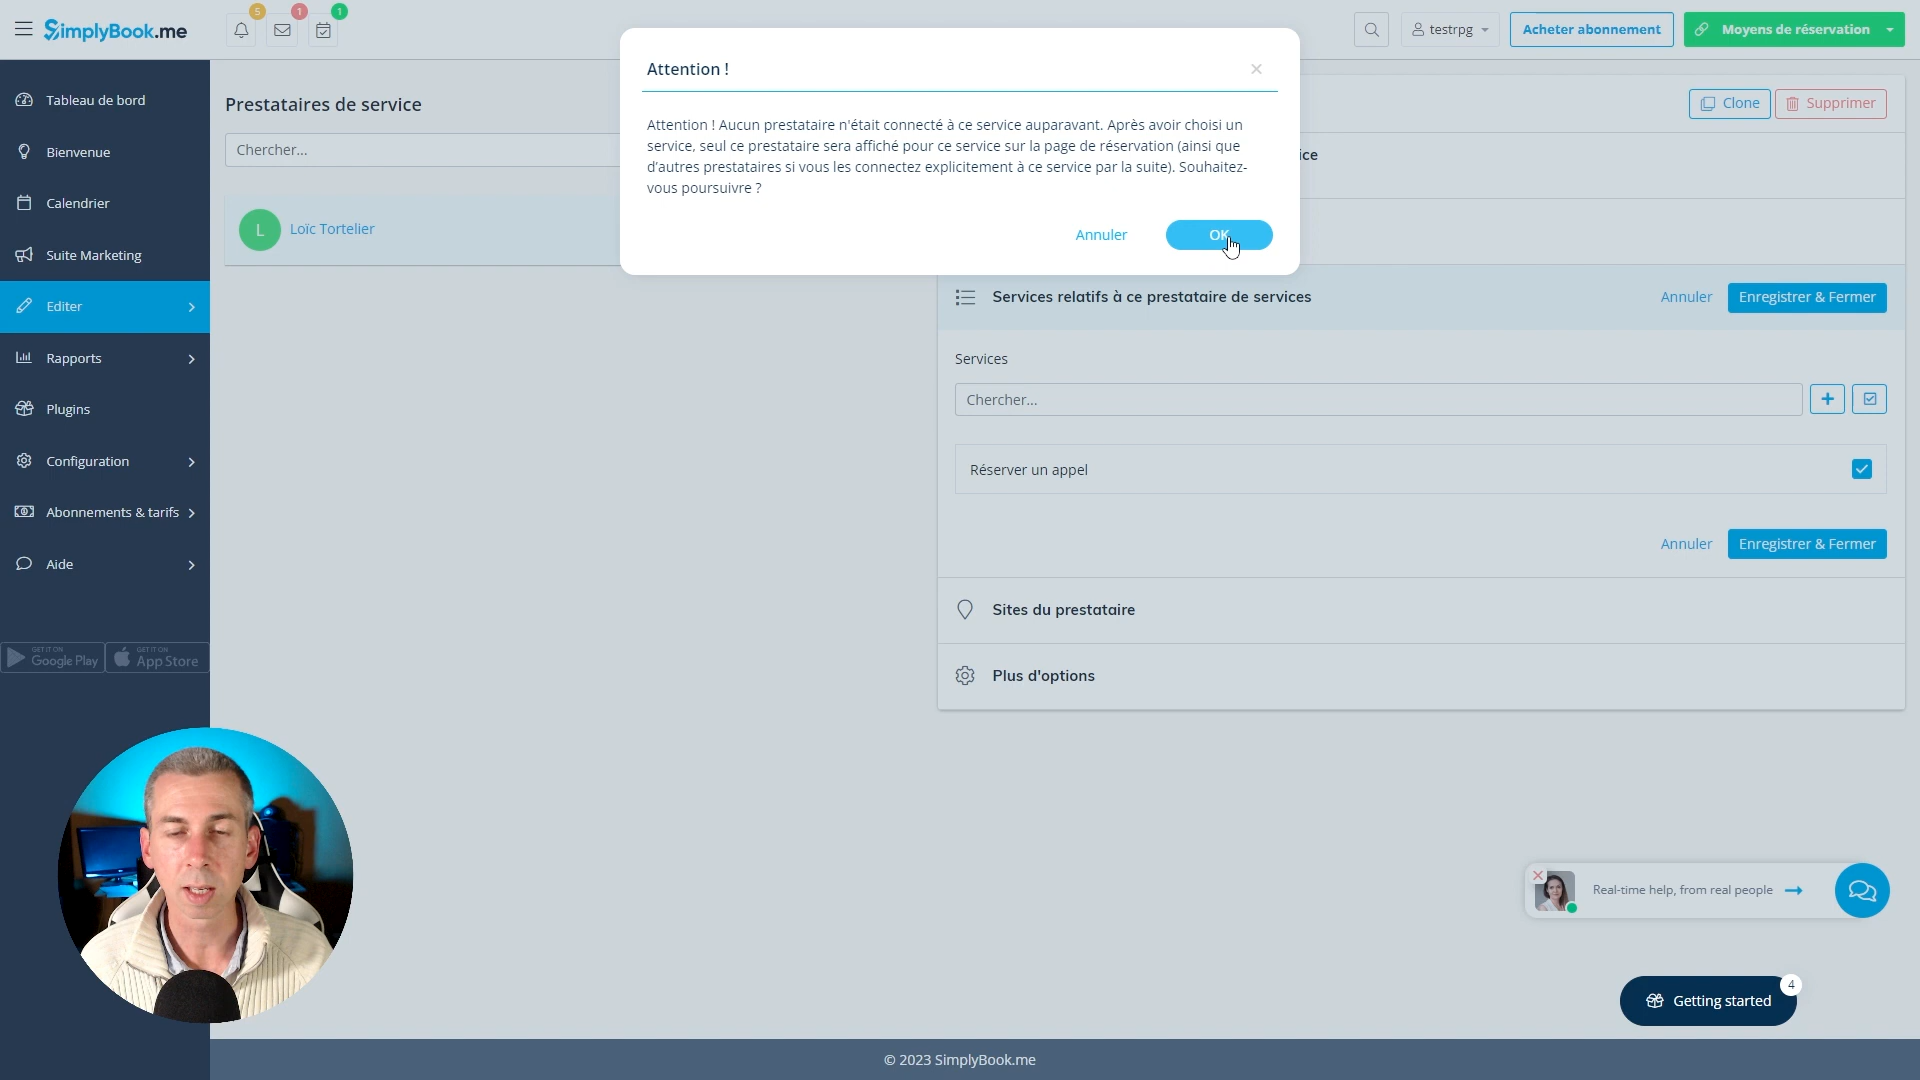 SimplyBook.me
5
1
1
testrpg
Acheter abonnement
Moyens de réservation
Attention !
Attention ! Aucun prestataire n'était connecté à ce service auparavant. Après avoir choisi un
service, seul ce prestataire sera affiché pour ce service sur la page de réservation (ainsi que
d'autres prestataires si vous les connectez explicitement à ce service par la suite). Souhaitez-
vous poursuivre ?
Annuler
OK
Tableau de bord
Bienvenue
Calendrier
Suite Marketing
Editer
Rapports
Plugins
Configuration
Abonnements & tarifs
Aide
GET IT ON
Google Play
GET IT ON
App Store
Prestataires de service
Chercher...
L
Loïc Tortelier
Clone
Supprimer
ice
Services relatifs à ce prestataire de services
Annuler
Enregistrer & Fermer
Services
Chercher...
Réserver un appel
Annuler
Enregistrer & Fermer
Sites du prestataire
Plus d'options
Real-time help, from real people
Getting started
4
© 2023 SimplyBook.me